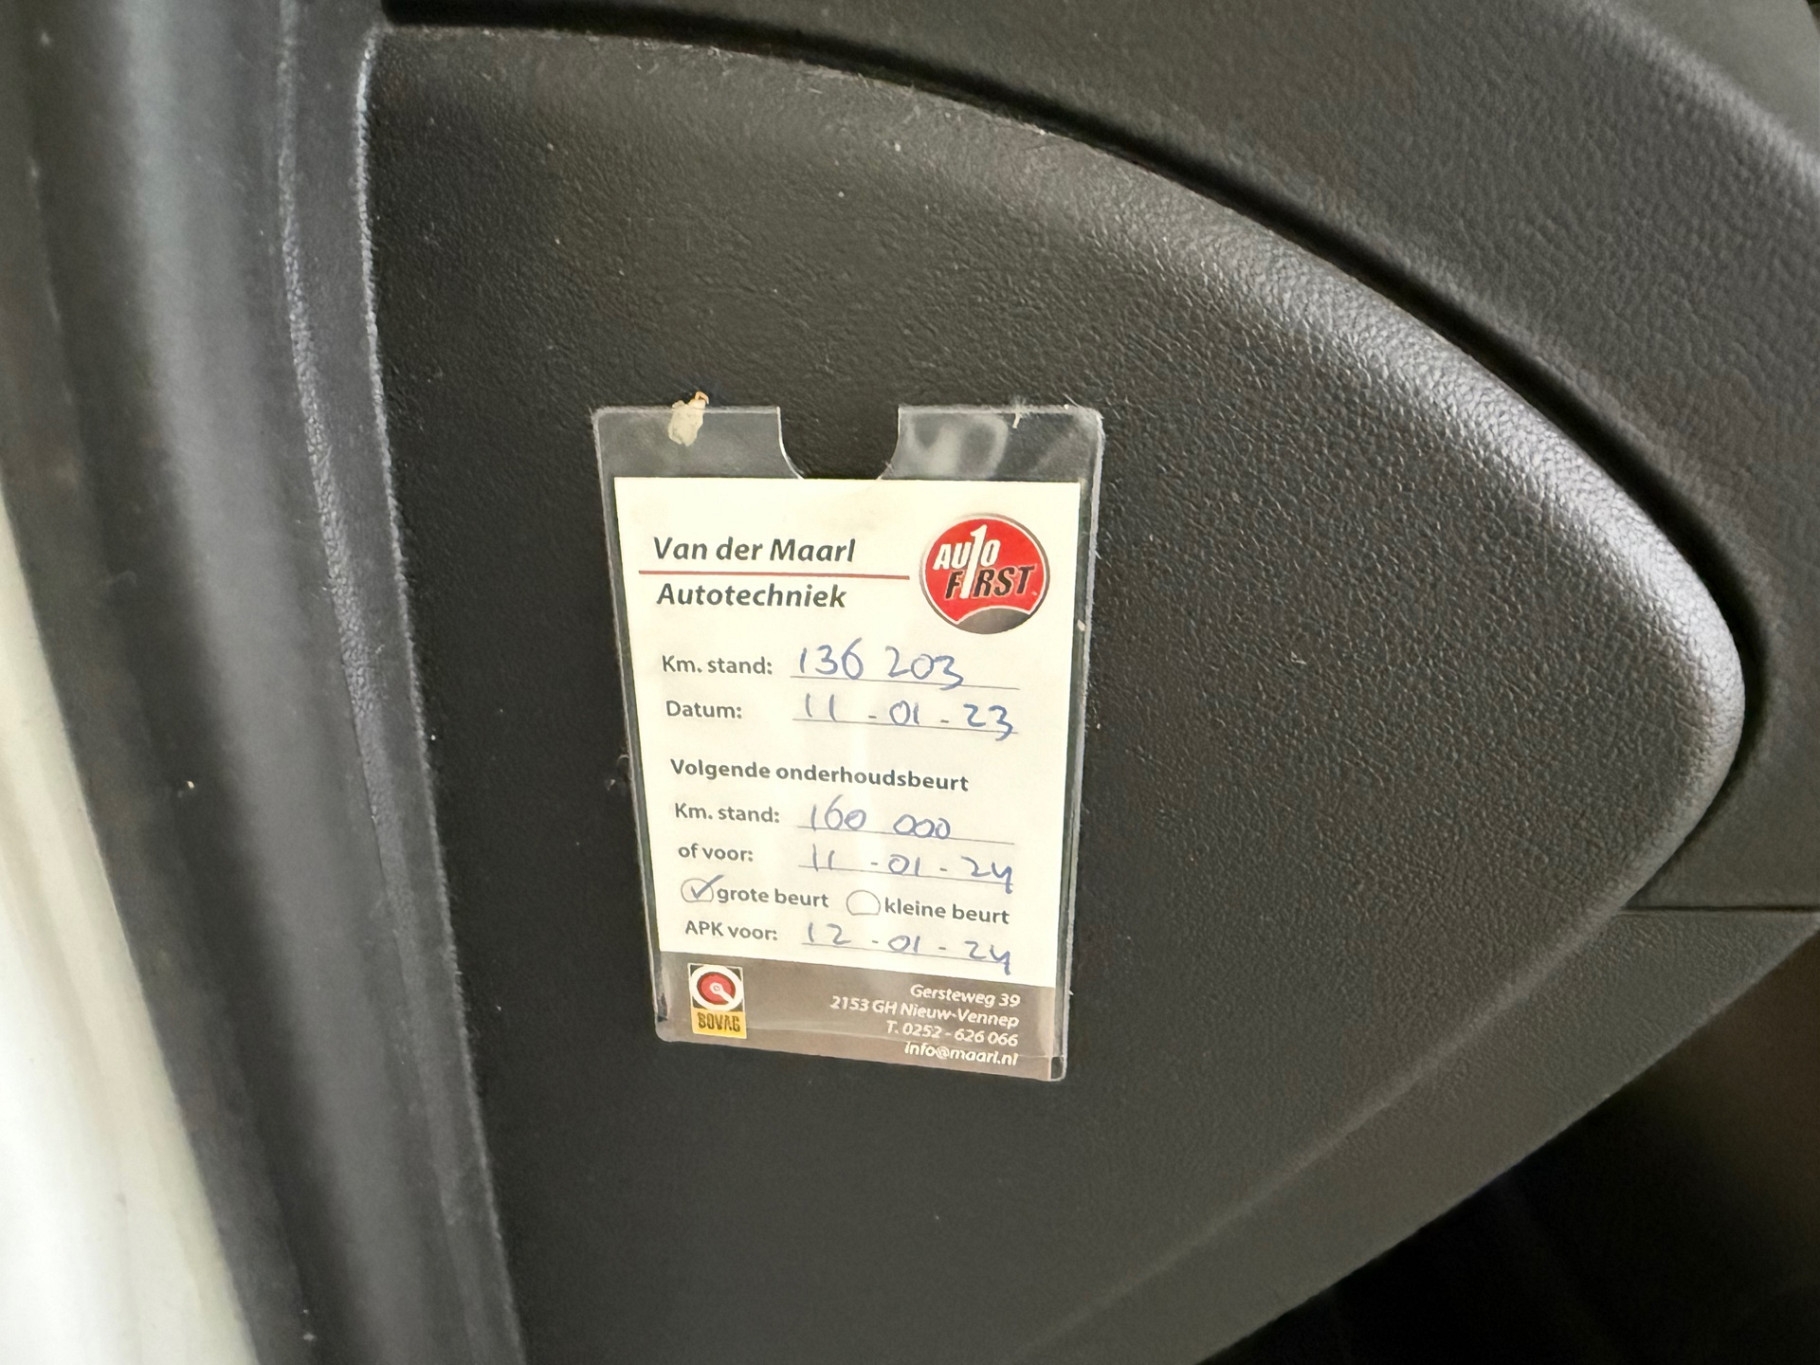 Van der Maarl
Autotechniek
AUTO
FIRST
Km. stand: 136 203
Datum: 11-01-23
Volgende onderhoudsbeurt
Km. stand: 160 000
of voor: 11-01-24
grote beurt kleine beurt
APK voor: 12-01-24
BOVAG
Gersteweg 39
2153 GH Nieuw-Vennep
T. 0252 - 626 066
info@maarl.nl